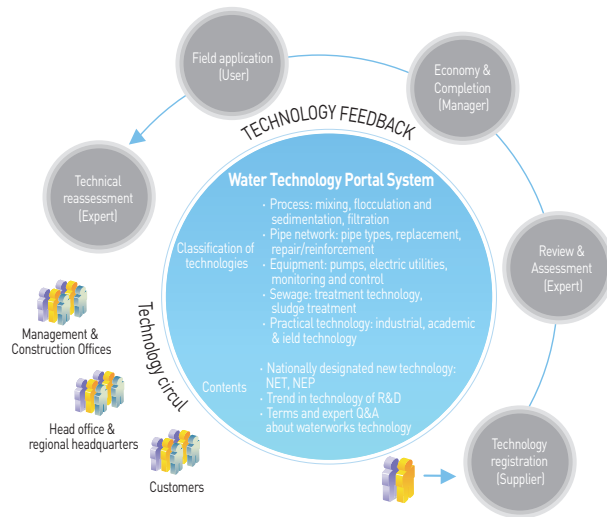 Field application
(User)
Economy &
Completion
(Manager)
TECHNOLOGY FEEDBACK
Technical
reassessment
(Expert)
Water Technology Portal System
Classification of
technologies
· Process: mixing, flocculation and
sedimentation, filtration
· Pipe network: pipe types, replacement,
repair/reinforcement
· Equipment: pumps, electric utilities,
monitoring and control
· Sewage: treatment technology,
sludge treatment
· Practical technology: industrial, academic
& ield technology
Contents
· Nationally designated new technology:
NET, NEP
· Trend in technology of R&D
· Terms and expert Q&A
about waterworks technology
Review &
Assessment
(Expert)
Technology circul
Management &
Construction Offices
Head office &
regional headquarters
Customers
Technology
registration
(Supplier)